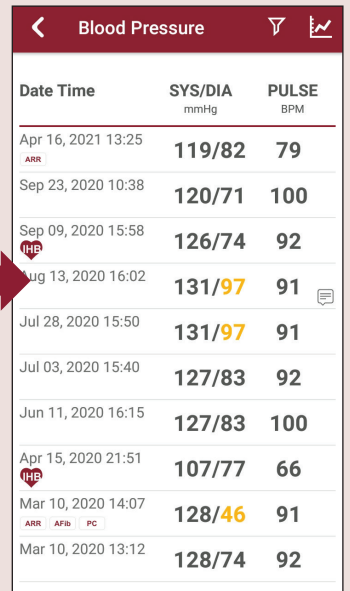 Blood Pressure
Date Time SYS/DIA PULSE
mmHg BPM
Apr 16, 2021 13:25 119/82 79
ARR
Sep 23, 2020 10:38 120/71 100
Sep 09, 2020 15:58 126/74 92
IHB
Aug 13, 2020 16:02 131/97 91
Jul 28, 2020 15:50 131/97 91
Jul 03, 2020 15:40 127/83 92
Jun 11, 2020 16:15 127/83 100
Apr 15, 2020 21:51 107/77 66
IHB
Mar 10, 2020 14:07 128/46 91
ARR AFib PC
Mar 10, 2020 13:12 128/74 92